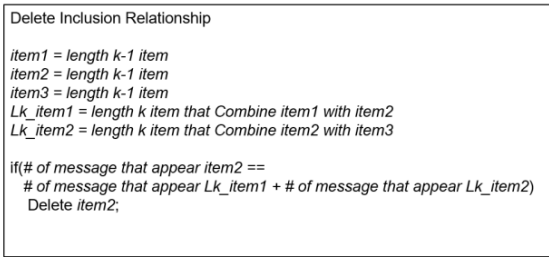 Delete Inclusion Relationship
item1 = length k-1 item
item2 = length k-1 item
item3 = length k-1 item
Lk_item1 = length k item that Combine item1 with item2
Lk_item2 = length k item that Combine item2 with item3
if(# of message that appear item2 ==
# of message that appear Lk_item1 + # of message that appear Lk_item2)
Delete item2;